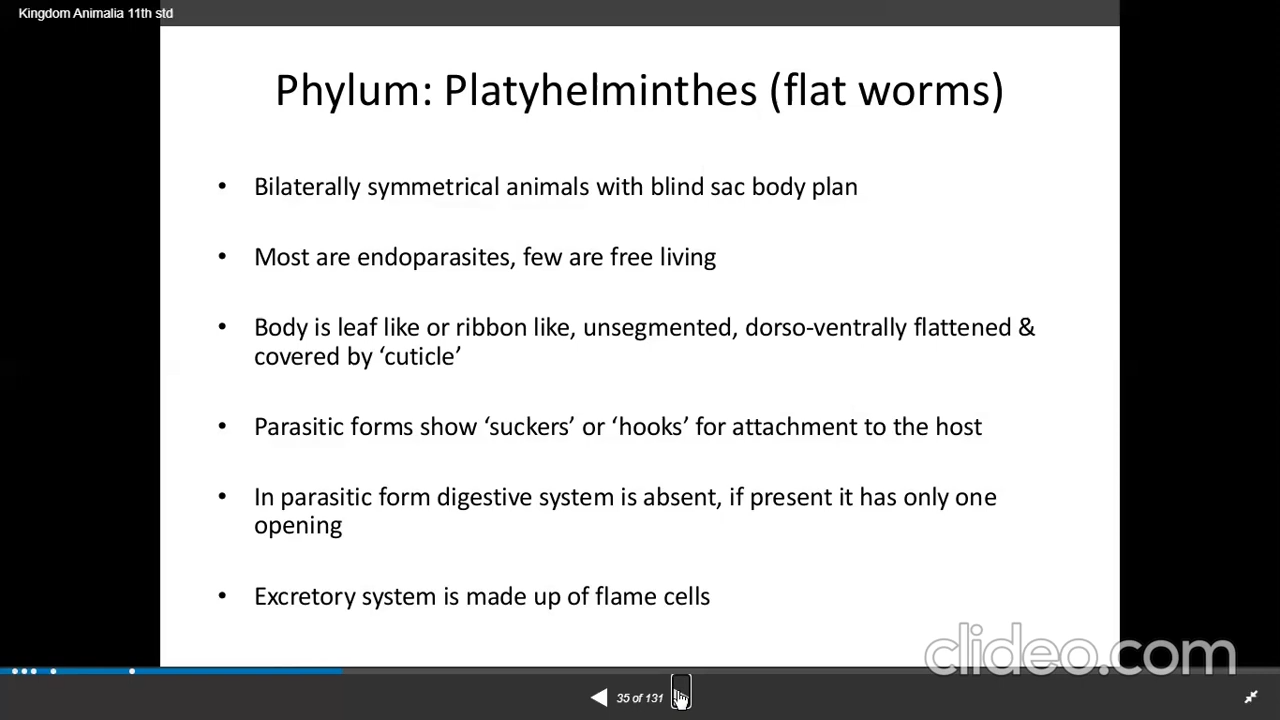 Kingdom Animalia 11th std
Phylum: Platyhelminthes (flat worms)
• Bilaterally symmetrical animals with blind sac body plan
• Most are endoparasites, few are free living
• Body is leaf like or ribbon like, unsegmented, dorso-ventrally flattened &
covered by ‘cuticle’
• Parasitic forms show ‘suckers’ or ‘hooks’ for attachment to the host
• In parasitic form digestive system is absent, if present it has only one
opening
• Excretory system is made up of flame cells
clideo.com
35 of 131